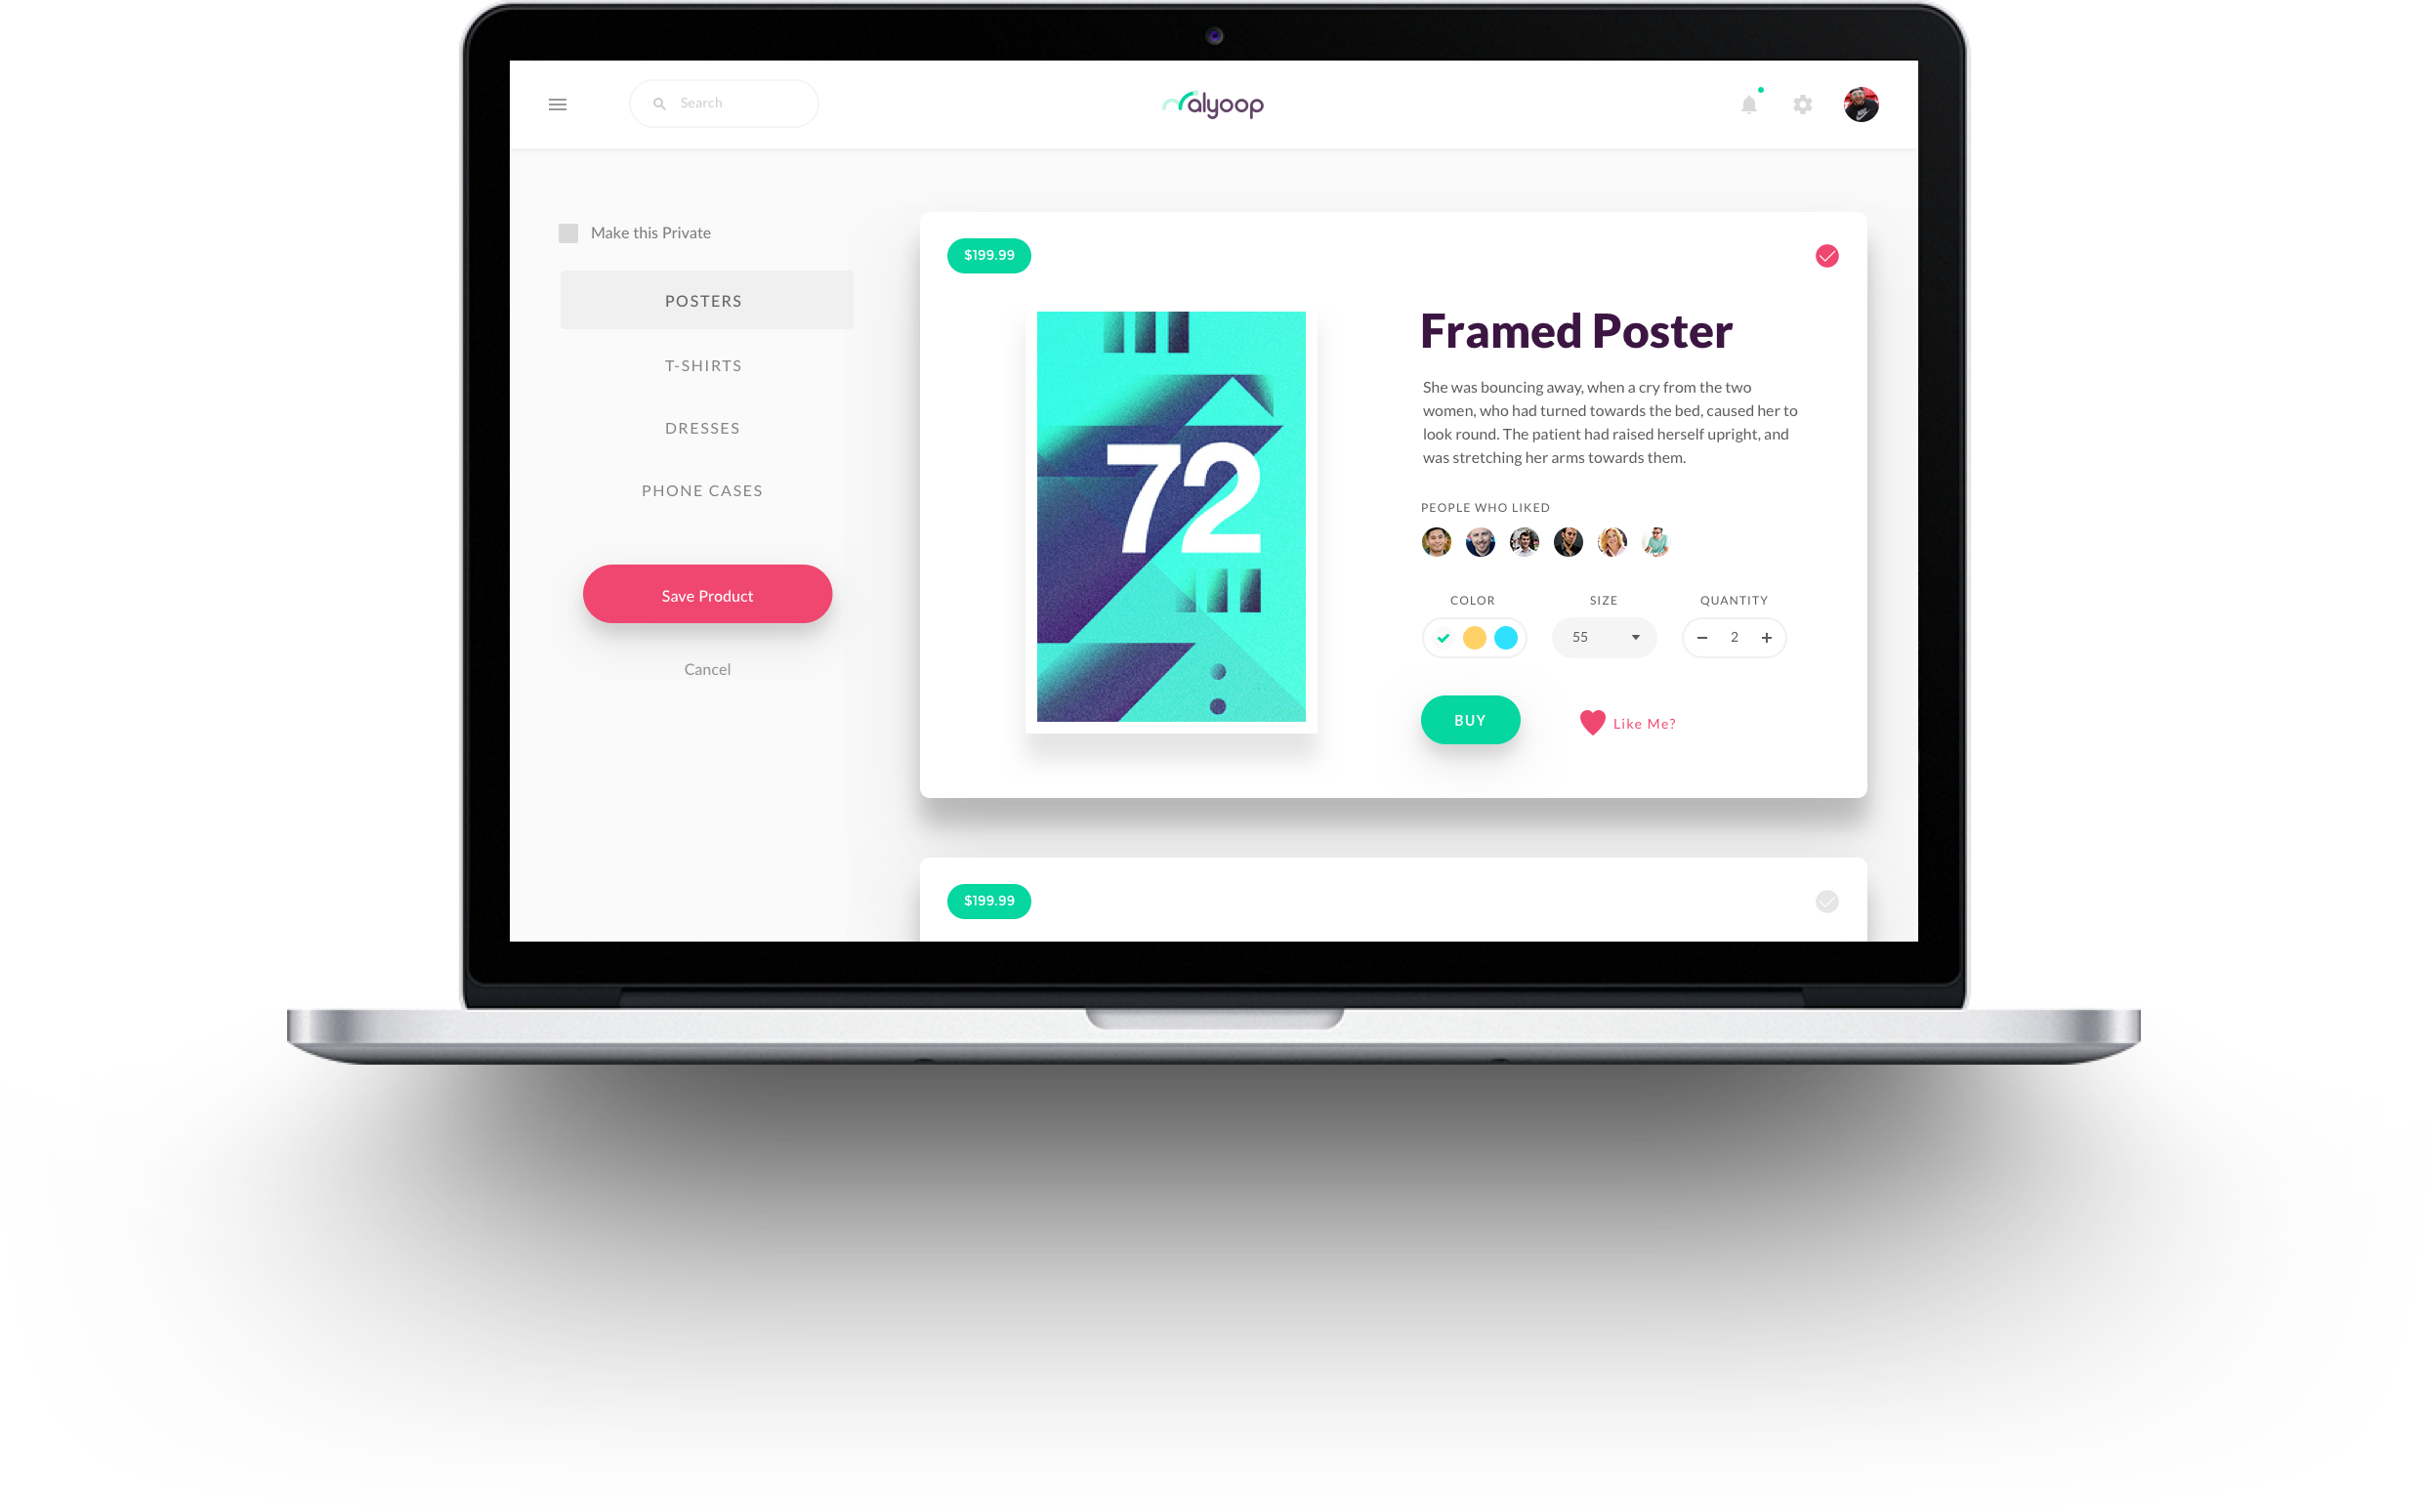 Search
alyoop
Make this Private
POSTERS
T-SHIRTS
DRESSES
PHONE CASES
Save Product
Cancel
$199.99
72
Framed Poster
She was bouncing away, when a cry from the two
women, who had turned towards the bed, caused her to
look round. The patient had raised herself upright, and
was stretching her arms towards them.
PEOPLE WHO LIKED
COLOR SIZE QUANTITY
55 2
BUY Like Me?
$199.99